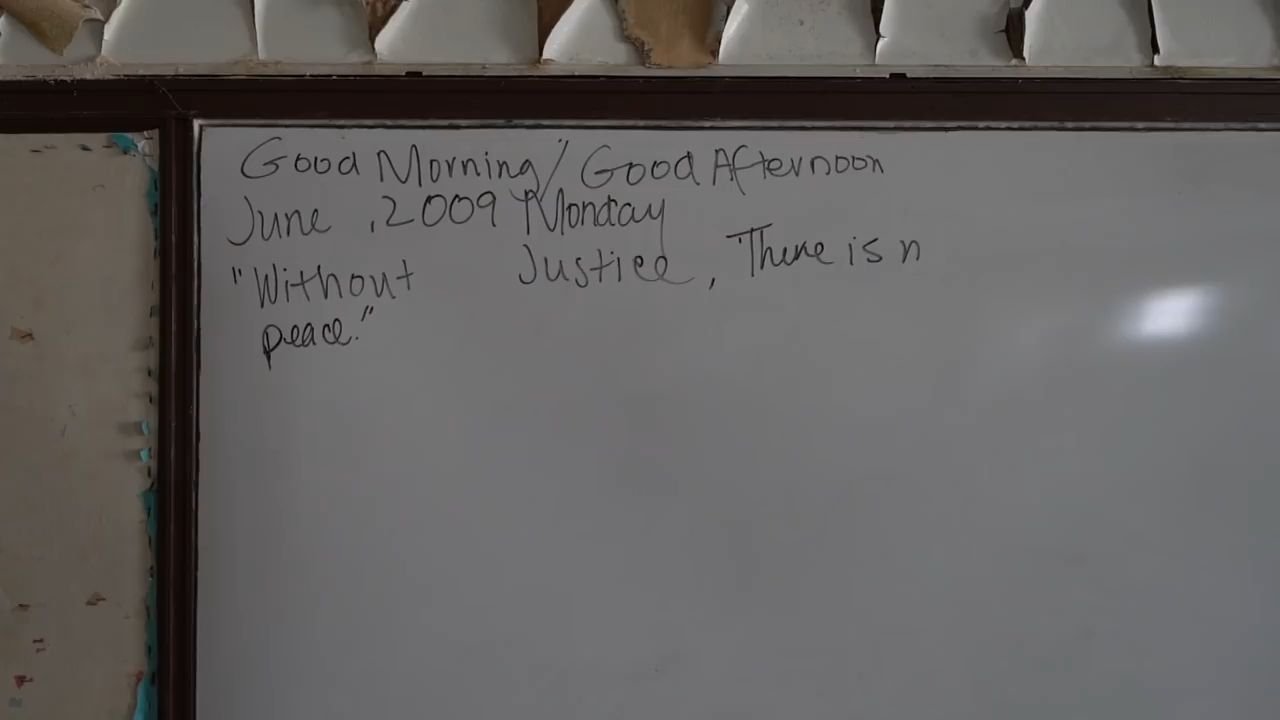 Good Morning/Good Afternoon
June ,2009 Monday
"Without Justice, There is n
peace."